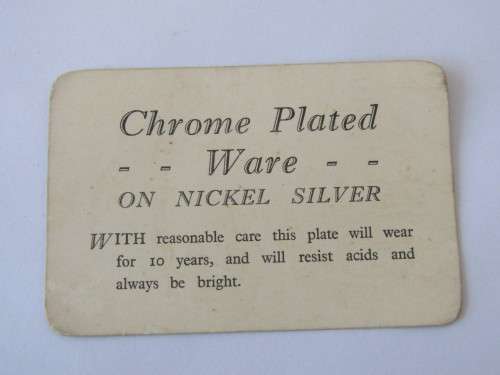 Chrome Plated
- - Ware - -
ON NICKEL SILVER
WITH reasonable care this plate will wear
for 10 years, and will resist acids and
always be bright.